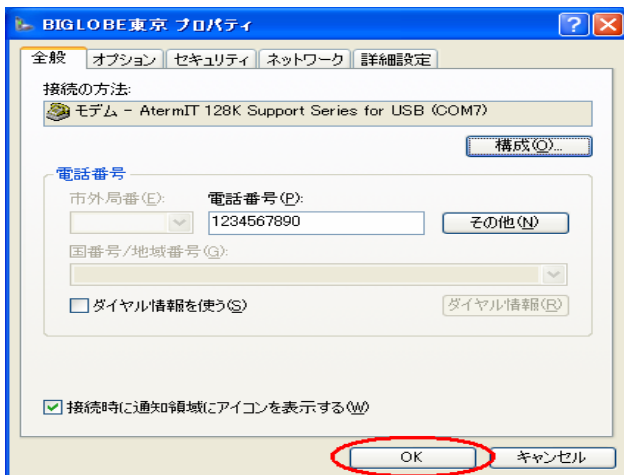 BIGLOBE東京 プロパティ
全般 オプション セキュリティ ネットワーク 詳細設定
接続の方法:
モデム - AtermIT 128K Support Series for USB (COM7)
構成(O)...
電話番号
市外局番(E): 電話番号(P):
1234567890 その他(N)
国番号/地域番号(G):
ダイヤル情報を使う(S) ダイヤル情報(R)
接続時に通知領域にアイコンを表示する(W)
OK キャンセル